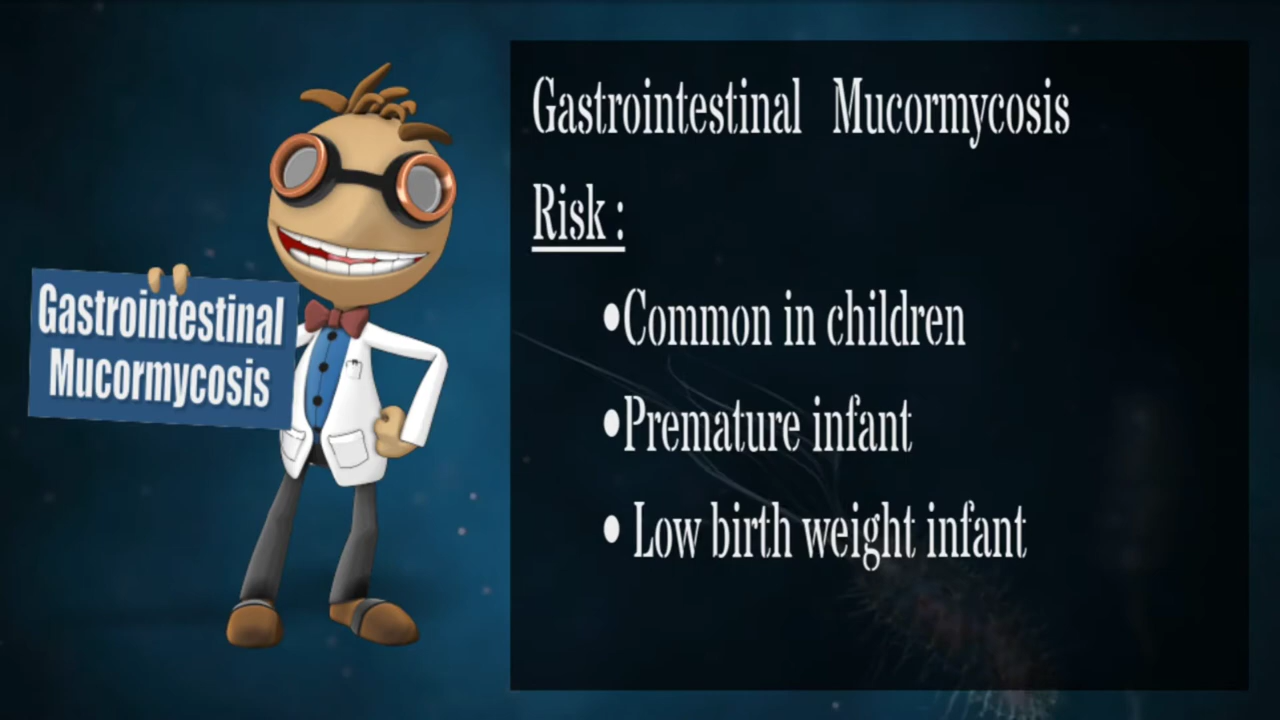 Gastrointestinal Mucormycosis
Risk :
•Common in children
•Premature infant
• Low birth weight infant
Gastrointestinal
Mucormycosis